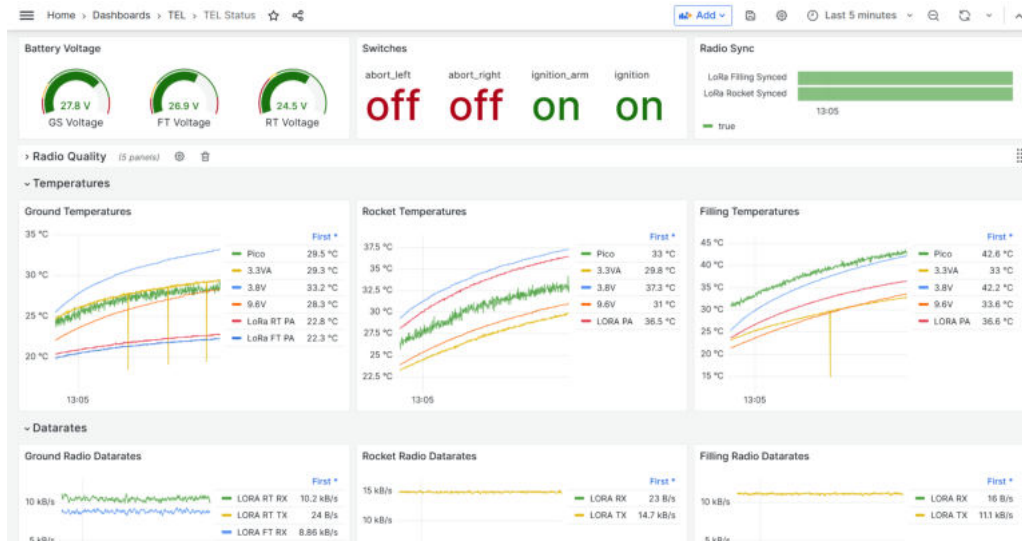 Home > Dashboards > TEL > TEL Status
Add
Last 5 minutes
Battery Voltage
27.8 V
GS Voltage
26.9 V
FT Voltage
24.5 V
RT Voltage
Switches
abort_left abort_right ignition_arm ignition
off off on on
Radio Sync
LoRa Filling Synced
LoRa Rocket Synced
13:05
true
Radio Quality (5 panels)
Temperatures
Ground Temperatures
35 °C
30 °C
25 °C
20 °C
13:05
First *
Pico 29.5 °C
3.3VA 29.3 °C
3.8V 33.2 °C
9.6V 28.3 °C
LoRa RT PA 22.8 °C
LoRa FT PA 22.3 °C
Rocket Temperatures
37.5 °C
35 °C
32.5 °C
30 °C
27.5 °C
25 °C
22.5 °C
13:05
First *
Pico 33 °C
3.3VA 29.8 °C
3.8V 37.3 °C
9.6V 31 °C
LORA PA 36.5 °C
Filling Temperatures
45 °C
40 °C
35 °C
30 °C
25 °C
20 °C
15 °C
13:05
First *
Pico 42.6 °C
3.3VA 33 °C
3.8V 42.2 °C
9.6V 33.6 °C
LORA PA 36.6 °C
Datarates
Ground Radio Datarates
10 kB/s
5 kB/s
First *
LORA RT RX 10.2 kB/s
LORA RT TX 24 B/s
LORA FT RX 8.86 kB/s
Rocket Radio Datarates
15 kB/s
10 kB/s
First *
LORA RX 23 B/s
LORA TX 14.7 kB/s
Filling Radio Datarates
10 kB/s
5 kB/s
First *
LORA RX 16 B/s
LORA TX 11.1 kB/s